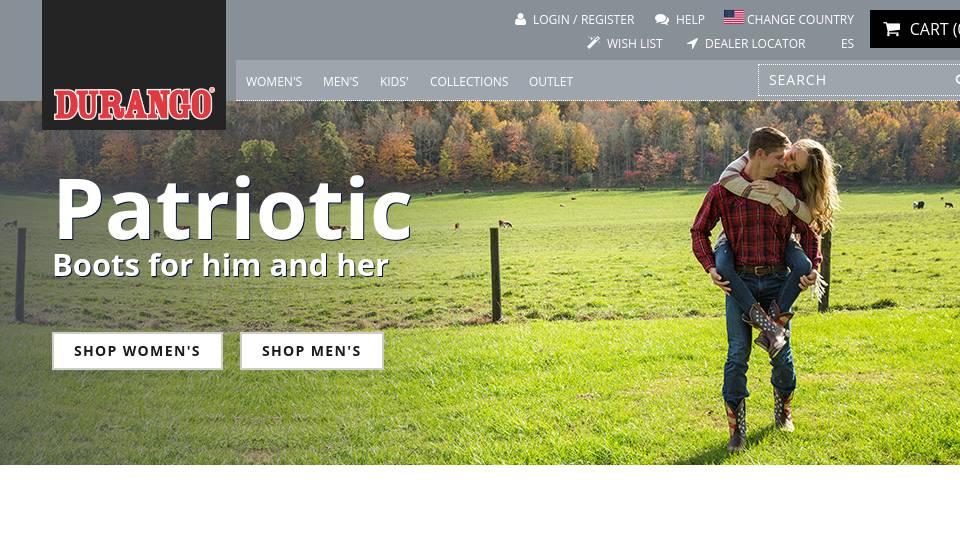 LOGIN / REGISTER
HELP
CHANGE COUNTRY
CART (0
WISH LIST
DEALER LOCATOR
ES
DURANGO®
WOMEN'S
MEN'S
KIDS'
COLLECTIONS
OUTLET
SEARCH
Patriotic
Boots for him and her
SHOP WOMEN'S
SHOP MEN'S